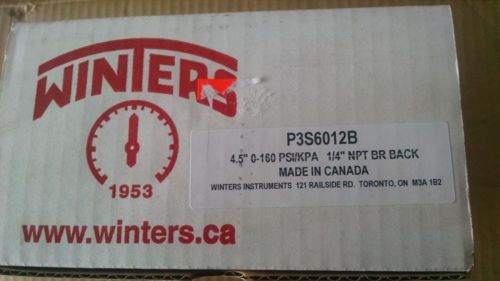 WINTERS
1953
www.winters.ca
P3S6012B
4.5" 0-160 PSI/KPA 1/4" NPT BR BACK
MADE IN CANADA
WINTERS INSTRUMENTS 121 RAILSIDE RD. TORONTO, ON M3A 1B2